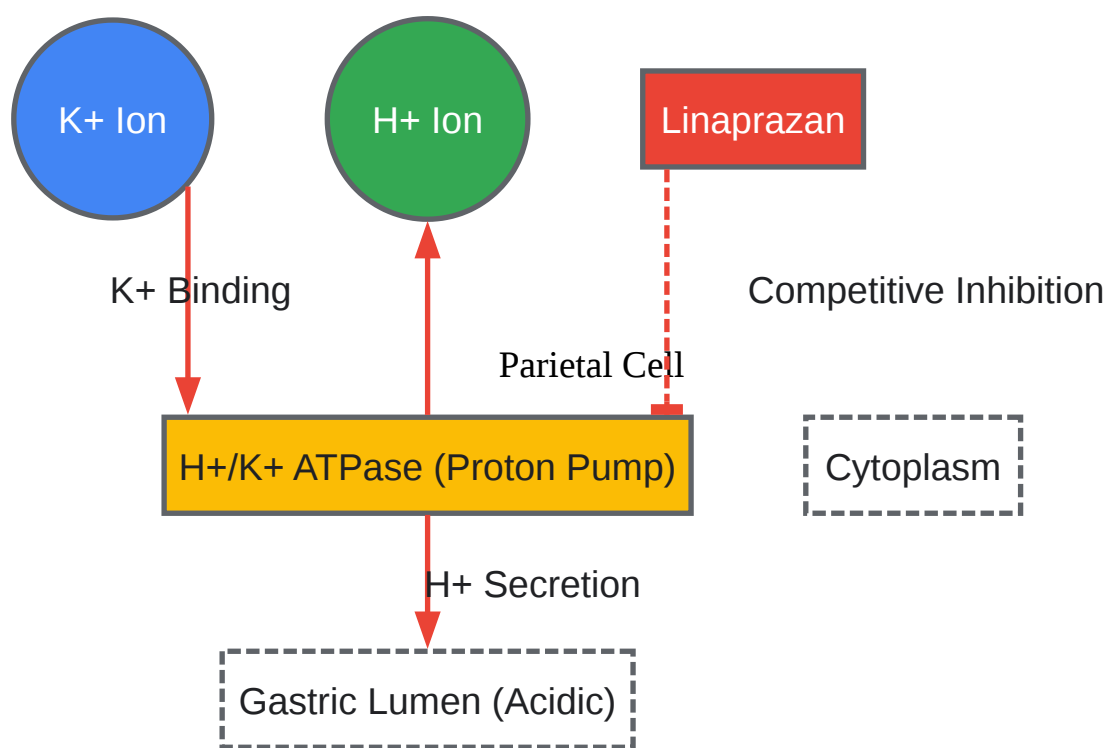 K+ Ion
H+ Ion
Linaprazan
K+ Binding
Competitive Inhibition
Parietal Cell
H+/K+ ATPase (Proton Pump)
Cytoplasm
H+ Secretion
Gastric Lumen (Acidic)